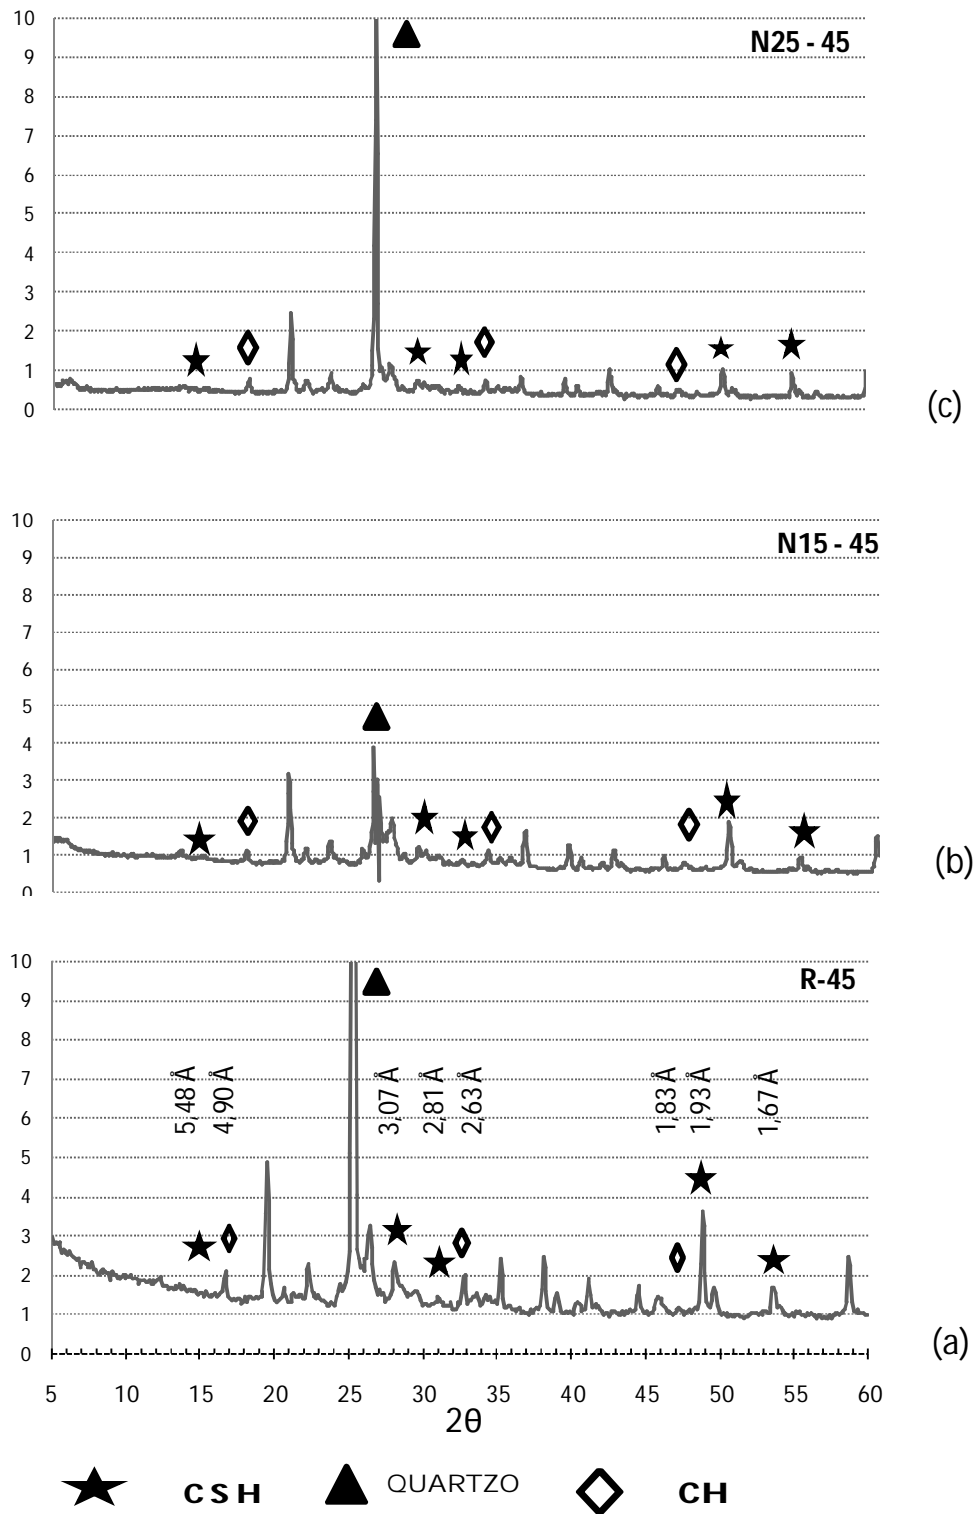 10
N25 - 45
9
8
7
6
5
4
3
2
1
0
(c)
10
N15 - 45
9
8
7
6
5
4
3
2
1
0
(b)
10
R-45
9
8
7
6
5
4
3
2
1
0
5,48 Å
4,90 Å
3,07 Å
2,81 Å
2,63 Å
1,83 Å
1,93 Å
1,67 Å
(a)
5 10 15 20 25 30 35 40 45 50 55 60
2θ
CSH QUARTZO CH